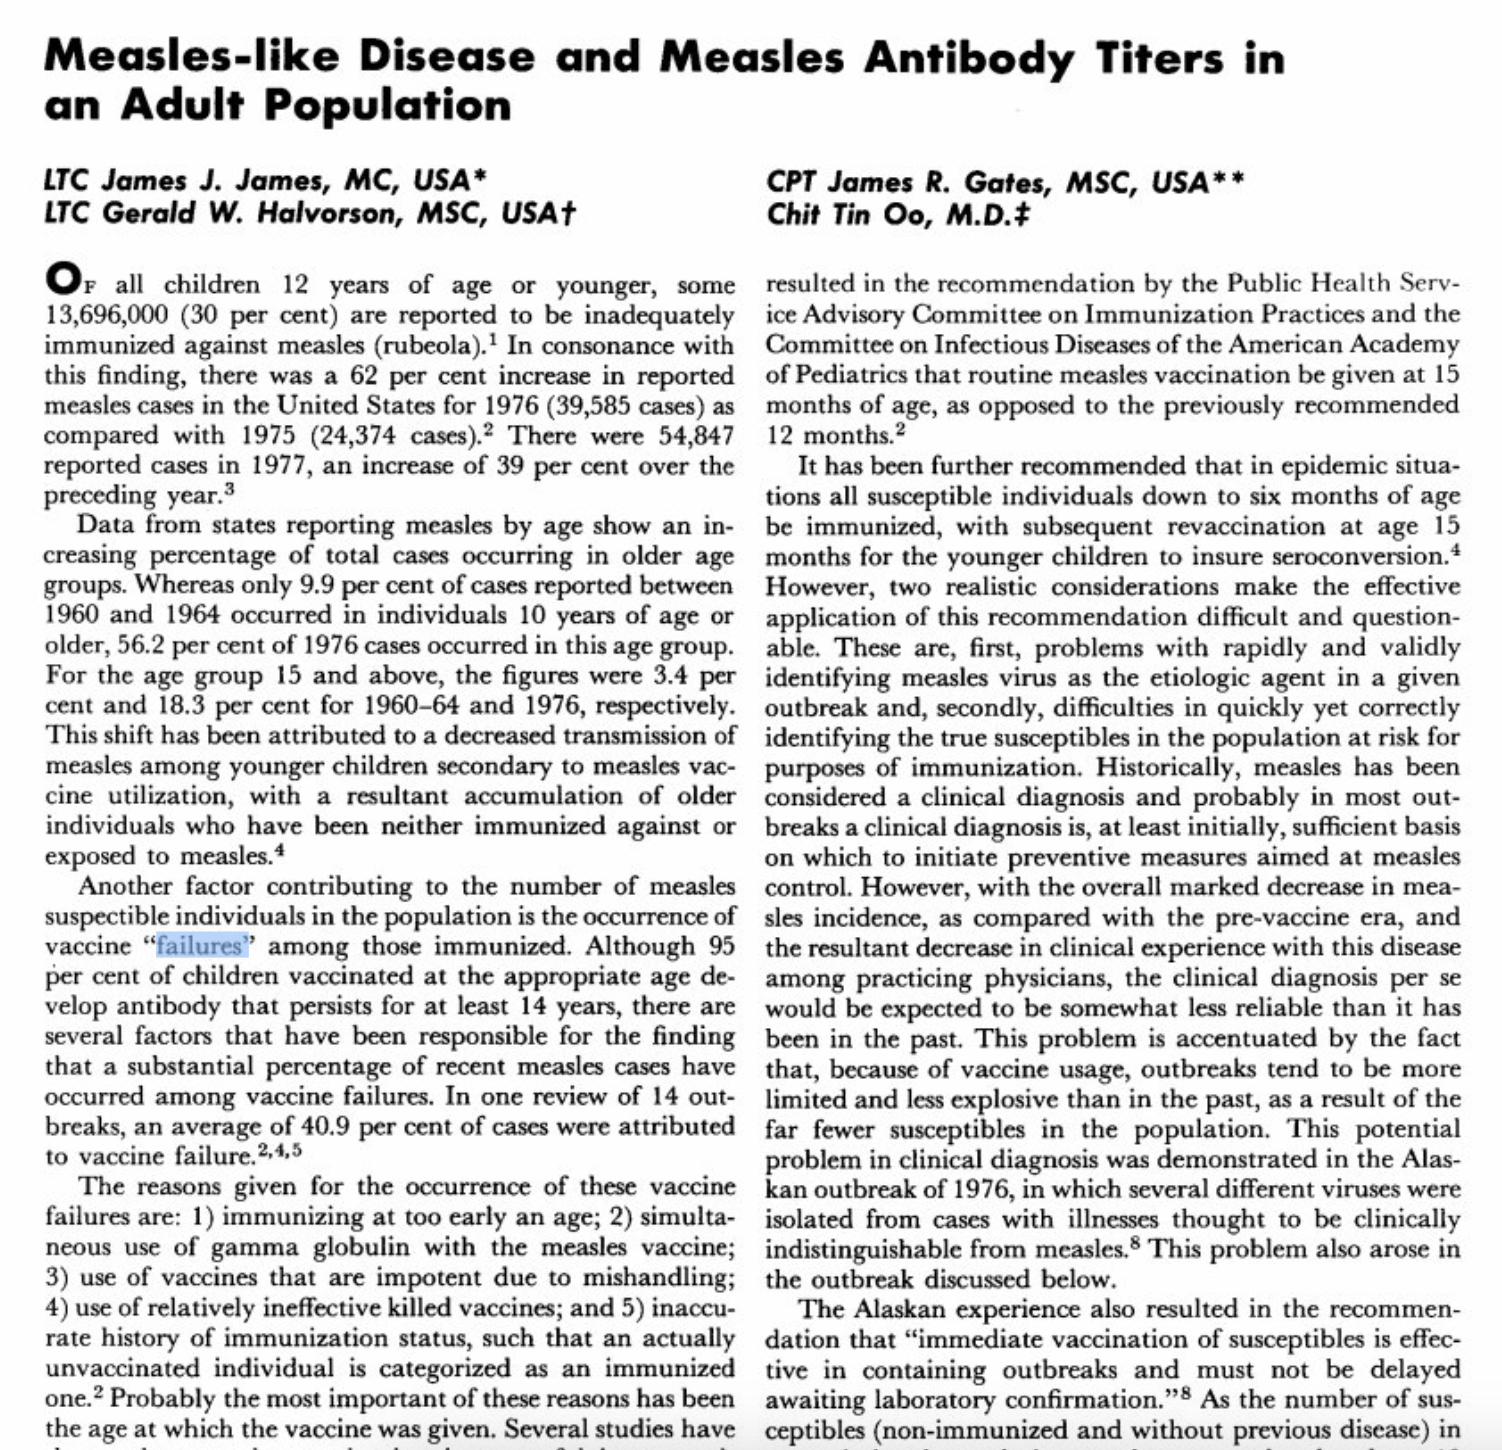 Measles-like Disease and Measles Antibody Titers in
an Adult Population
LTC James J. James, MC, USA*
LTC Gerald W. Halvorson, MSC, USA†
CPT James R. Gates, MSC, USA**
Chit Tin Oo, M.D.‡
OF all children 12 years of age or younger, some
13,696,000 (30 per cent) are reported to be inadequately
immunized against measles (rubeola).1 In consonance with
this finding, there was a 62 per cent increase in reported
measles cases in the United States for 1976 (39,585 cases) as
compared with 1975 (24,374 cases).2 There were 54,847
reported cases in 1977, an increase of 39 per cent over the
preceding year.3
Data from states reporting measles by age show an in-
creasing percentage of total cases occurring in older age
groups. Whereas only 9.9 per cent of cases reported between
1960 and 1964 occurred in individuals 10 years of age or
older, 56.2 per cent of 1976 cases occurred in this age group.
For the age group 15 and above, the figures were 3.4 per
cent and 18.3 per cent for 1960–64 and 1976, respectively.
This shift has been attributed to a decreased transmission of
measles among younger children secondary to measles vac-
cine utilization, with a resultant accumulation of older
individuals who have been neither immunized against or
exposed to measles.4
Another factor contributing to the number of measles
suspectible individuals in the population is the occurrence of
vaccine “failures” among those immunized. Although 95
per cent of children vaccinated at the appropriate age de-
velop antibody that persists for at least 14 years, there are
several factors that have been responsible for the finding
that a substantial percentage of recent measles cases have
occurred among vaccine failures. In one review of 14 out-
breaks, an average of 40.9 per cent of cases were attributed
to vaccine failure.2,4,5
The reasons given for the occurrence of these vaccine
failures are: 1) immunizing at too early an age; 2) simulta-
neous use of gamma globulin with the measles vaccine;
3) use of vaccines that are impotent due to mishandling;
4) use of relatively ineffective killed vaccines; and 5) inaccu-
rate history of immunization status, such that an actually
unvaccinated individual is categorized as an immunized
one.2 Probably the most important of these reasons has been
the age at which the vaccine was given. Several studies have
resulted in the recommendation by the Public Health Serv-
ice Advisory Committee on Immunization Practices and the
Committee on Infectious Diseases of the American Academy
of Pediatrics that routine measles vaccination be given at 15
months of age, as opposed to the previously recommended
12 months.2
It has been further recommended that in epidemic situa-
tions all susceptible individuals down to six months of age
be immunized, with subsequent revaccination at age 15
months for the younger children to insure seroconversion.4
However, two realistic considerations make the effective
application of this recommendation difficult and question-
able. These are, first, problems with rapidly and validly
identifying measles virus as the etiologic agent in a given
outbreak and, secondly, difficulties in quickly yet correctly
identifying the true susceptibles in the population at risk for
purposes of immunization. Historically, measles has been
considered a clinical diagnosis and probably in most out-
breaks a clinical diagnosis is, at least initially, sufficient basis
on which to initiate preventive measures aimed at measles
control. However, with the overall marked decrease in mea-
sles incidence, as compared with the pre-vaccine era, and
the resultant decrease in clinical experience with this disease
among practicing physicians, the clinical diagnosis per se
would be expected to be somewhat less reliable than it has
been in the past. This problem is accentuated by the fact
that, because of vaccine usage, outbreaks tend to be more
limited and less explosive than in the past, as a result of the
far fewer susceptibles in the population. This potential
problem in clinical diagnosis was demonstrated in the Alas-
kan outbreak of 1976, in which several different viruses were
isolated from cases with illnesses thought to be clinically
indistinguishable from measles.8 This problem also arose in
the outbreak discussed below.
The Alaskan experience also resulted in the recommen-
dation that “immediate vaccination of susceptibles is effec-
tive in containing outbreaks and must not be delayed
awaiting laboratory confirmation.”8 As the number of sus-
ceptibles (non-immunized and without previous disease) in